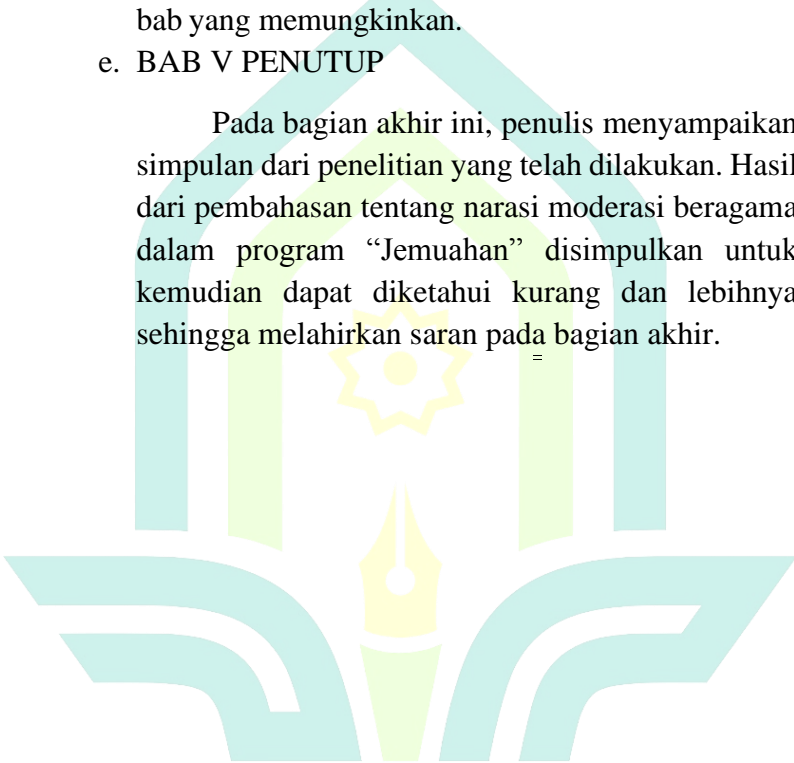 bab yang memungkinkan.
e. BAB V PENUTUP
Pada bagian akhir ini, penulis menyampaikan
simpulan dari penelitian yang telah dilakukan. Hasil
dari pembahasan tentang narasi moderasi beragama
dalam program “Jemuahan” disimpulkan untuk
kemudian dapat diketahui kurang dan lebihnya
sehingga melahirkan saran pada bagian akhir.
=